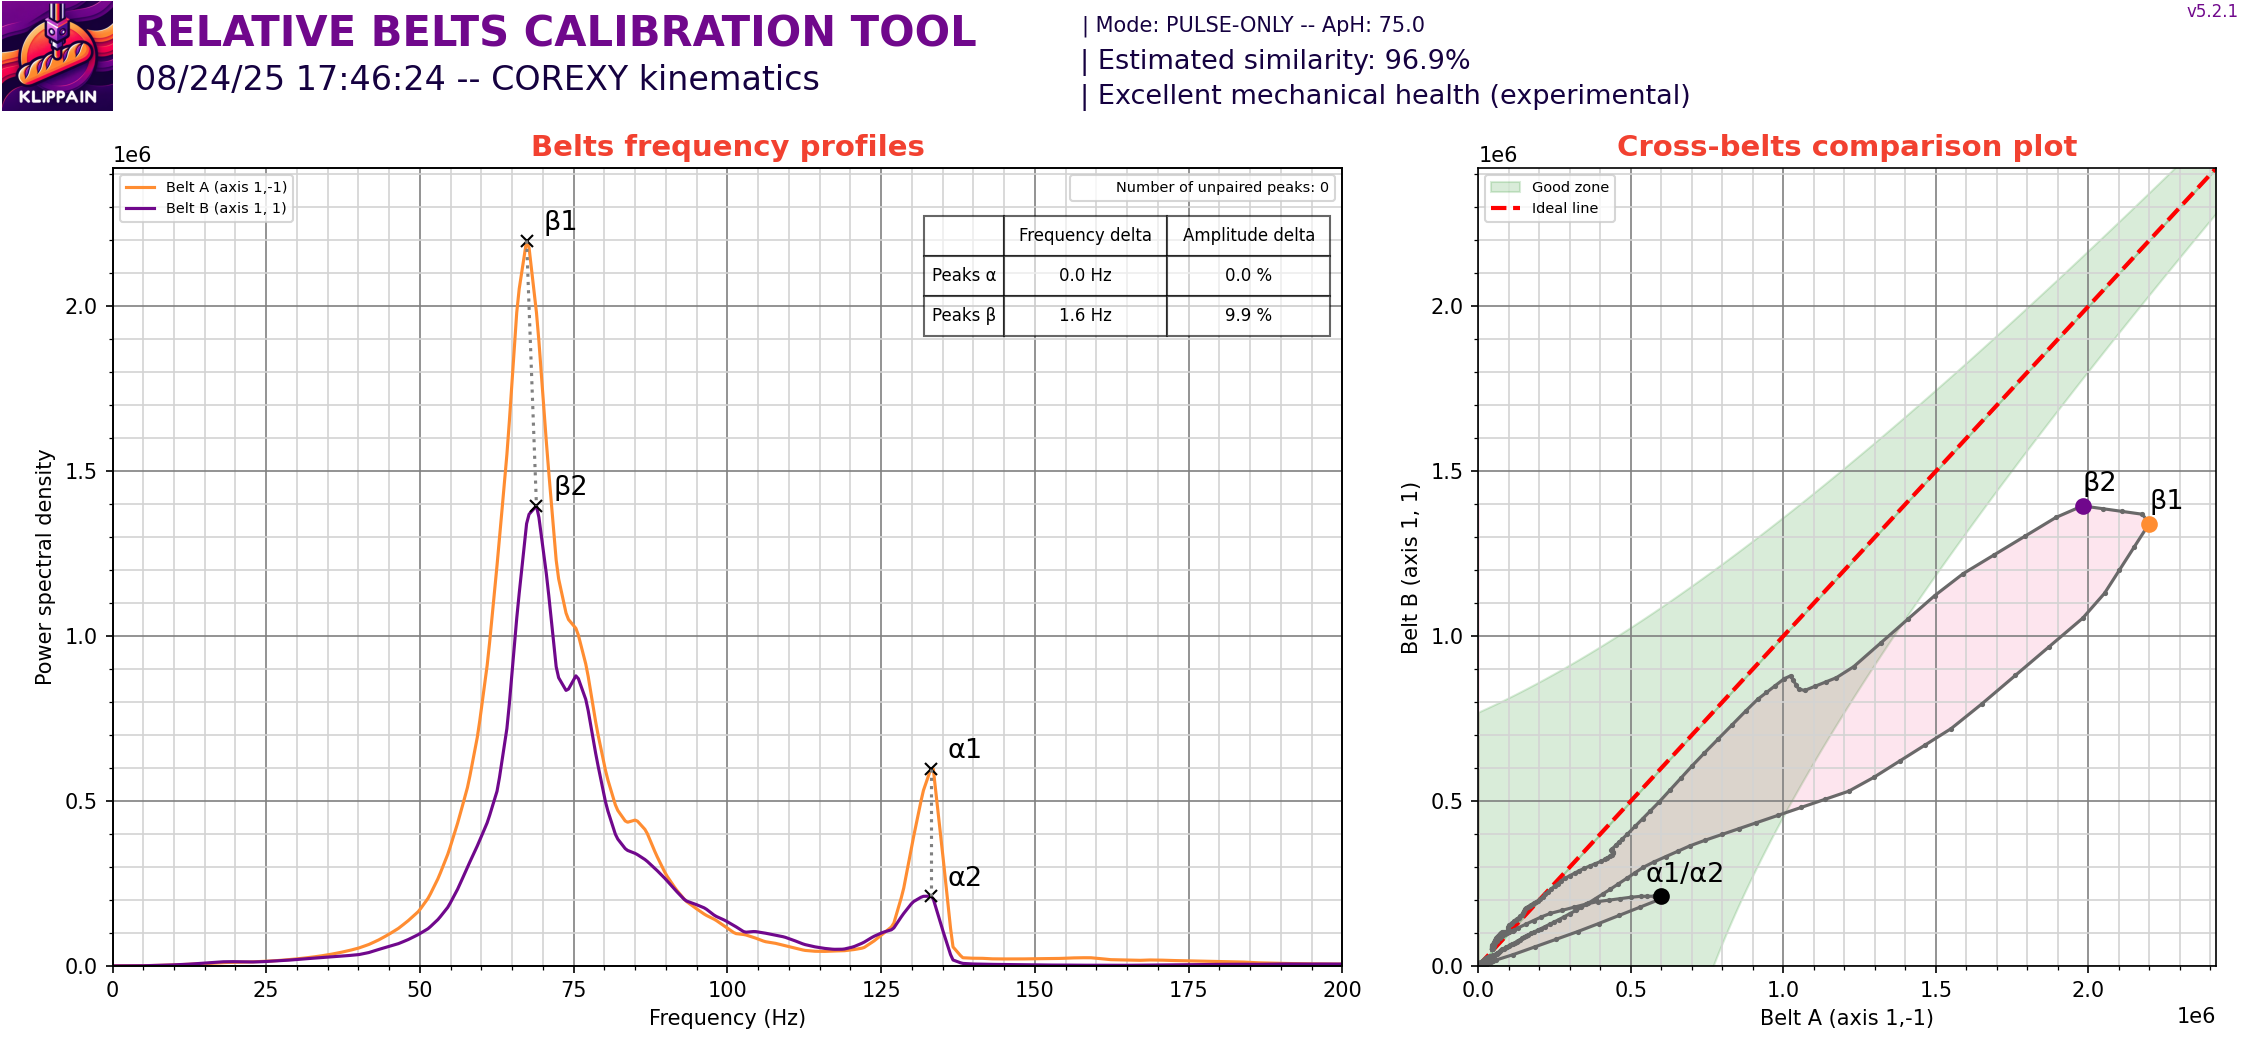 KLIPPAIN
RELATIVE BELTS CALIBRATION TOOL
08/24/25 17:46:24 -- COREXY kinematics
| Mode: PULSE-ONLY -- ApH: 75.0
| Estimated similarity: 96.9%
| Excellent mechanical health (experimental)
v5.2.1
Belts frequency profiles
1e6
Belt A (axis 1,-1)
Belt B (axis 1, 1)
Number of unpaired peaks: 0
Frequency delta Amplitude delta
Peaks α 0.0 Hz 0.0 %
Peaks β 1.6 Hz 9.9 %
β1
β2
α1
α2
Power spectral density
2.0
1.5
1.0
0.5
0.0
0 25 50 75 100 125 150 175 200
Frequency (Hz)
Cross-belts comparison plot
1e6
Good zone
Ideal line
β2
β1
α1/α2
Belt B (axis 1, 1)
2.0
1.5
1.0
0.5
0.0
0.0 0.5 1.0 1.5 2.0
Belt A (axis 1,-1)
1e6